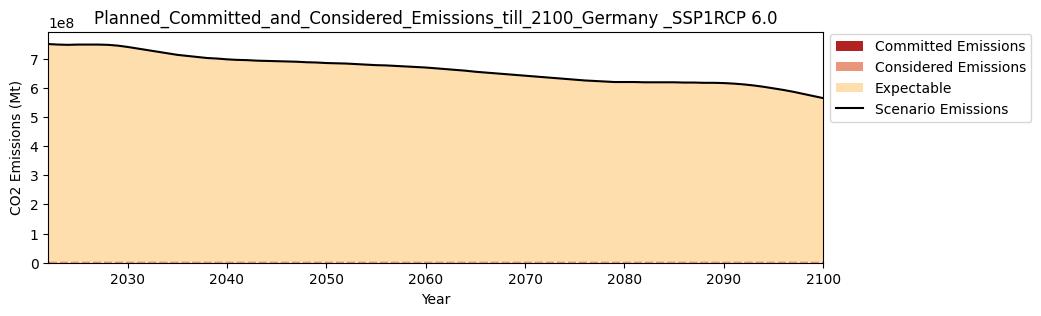 Planned_Committed_and_Considered_Emissions_till_2100_Germany _SSP1RCP 6.0
1e8
7
6
5
4
3
2
1
0
CO2 Emissions (Mt)
2030 2040 2050 2060 2070 2080 2090 2100
Year
Committed Emissions
Considered Emissions
Expectable
Scenario Emissions